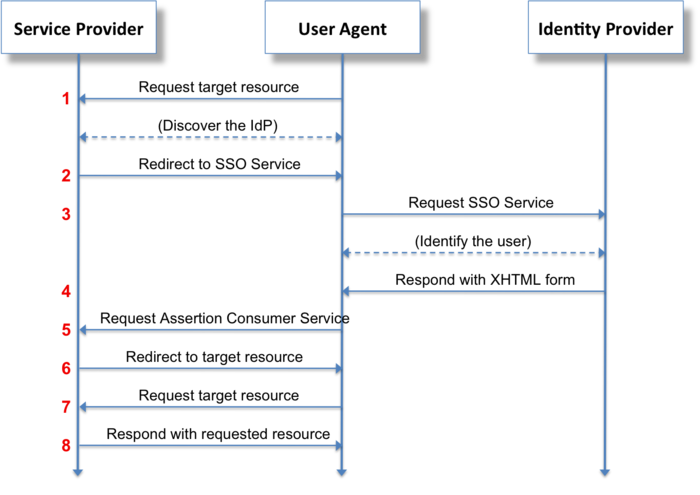 Service Provider
User Agent
Identity Provider
1
Request target resource
(Discover the IdP)
2
Redirect to SSO Service
3
Request SSO Service
(Identify the user)
4
Respond with XHTML form
5
Request Assertion Consumer Service
6
Redirect to target resource
7
Request target resource
8
Respond with requested resource